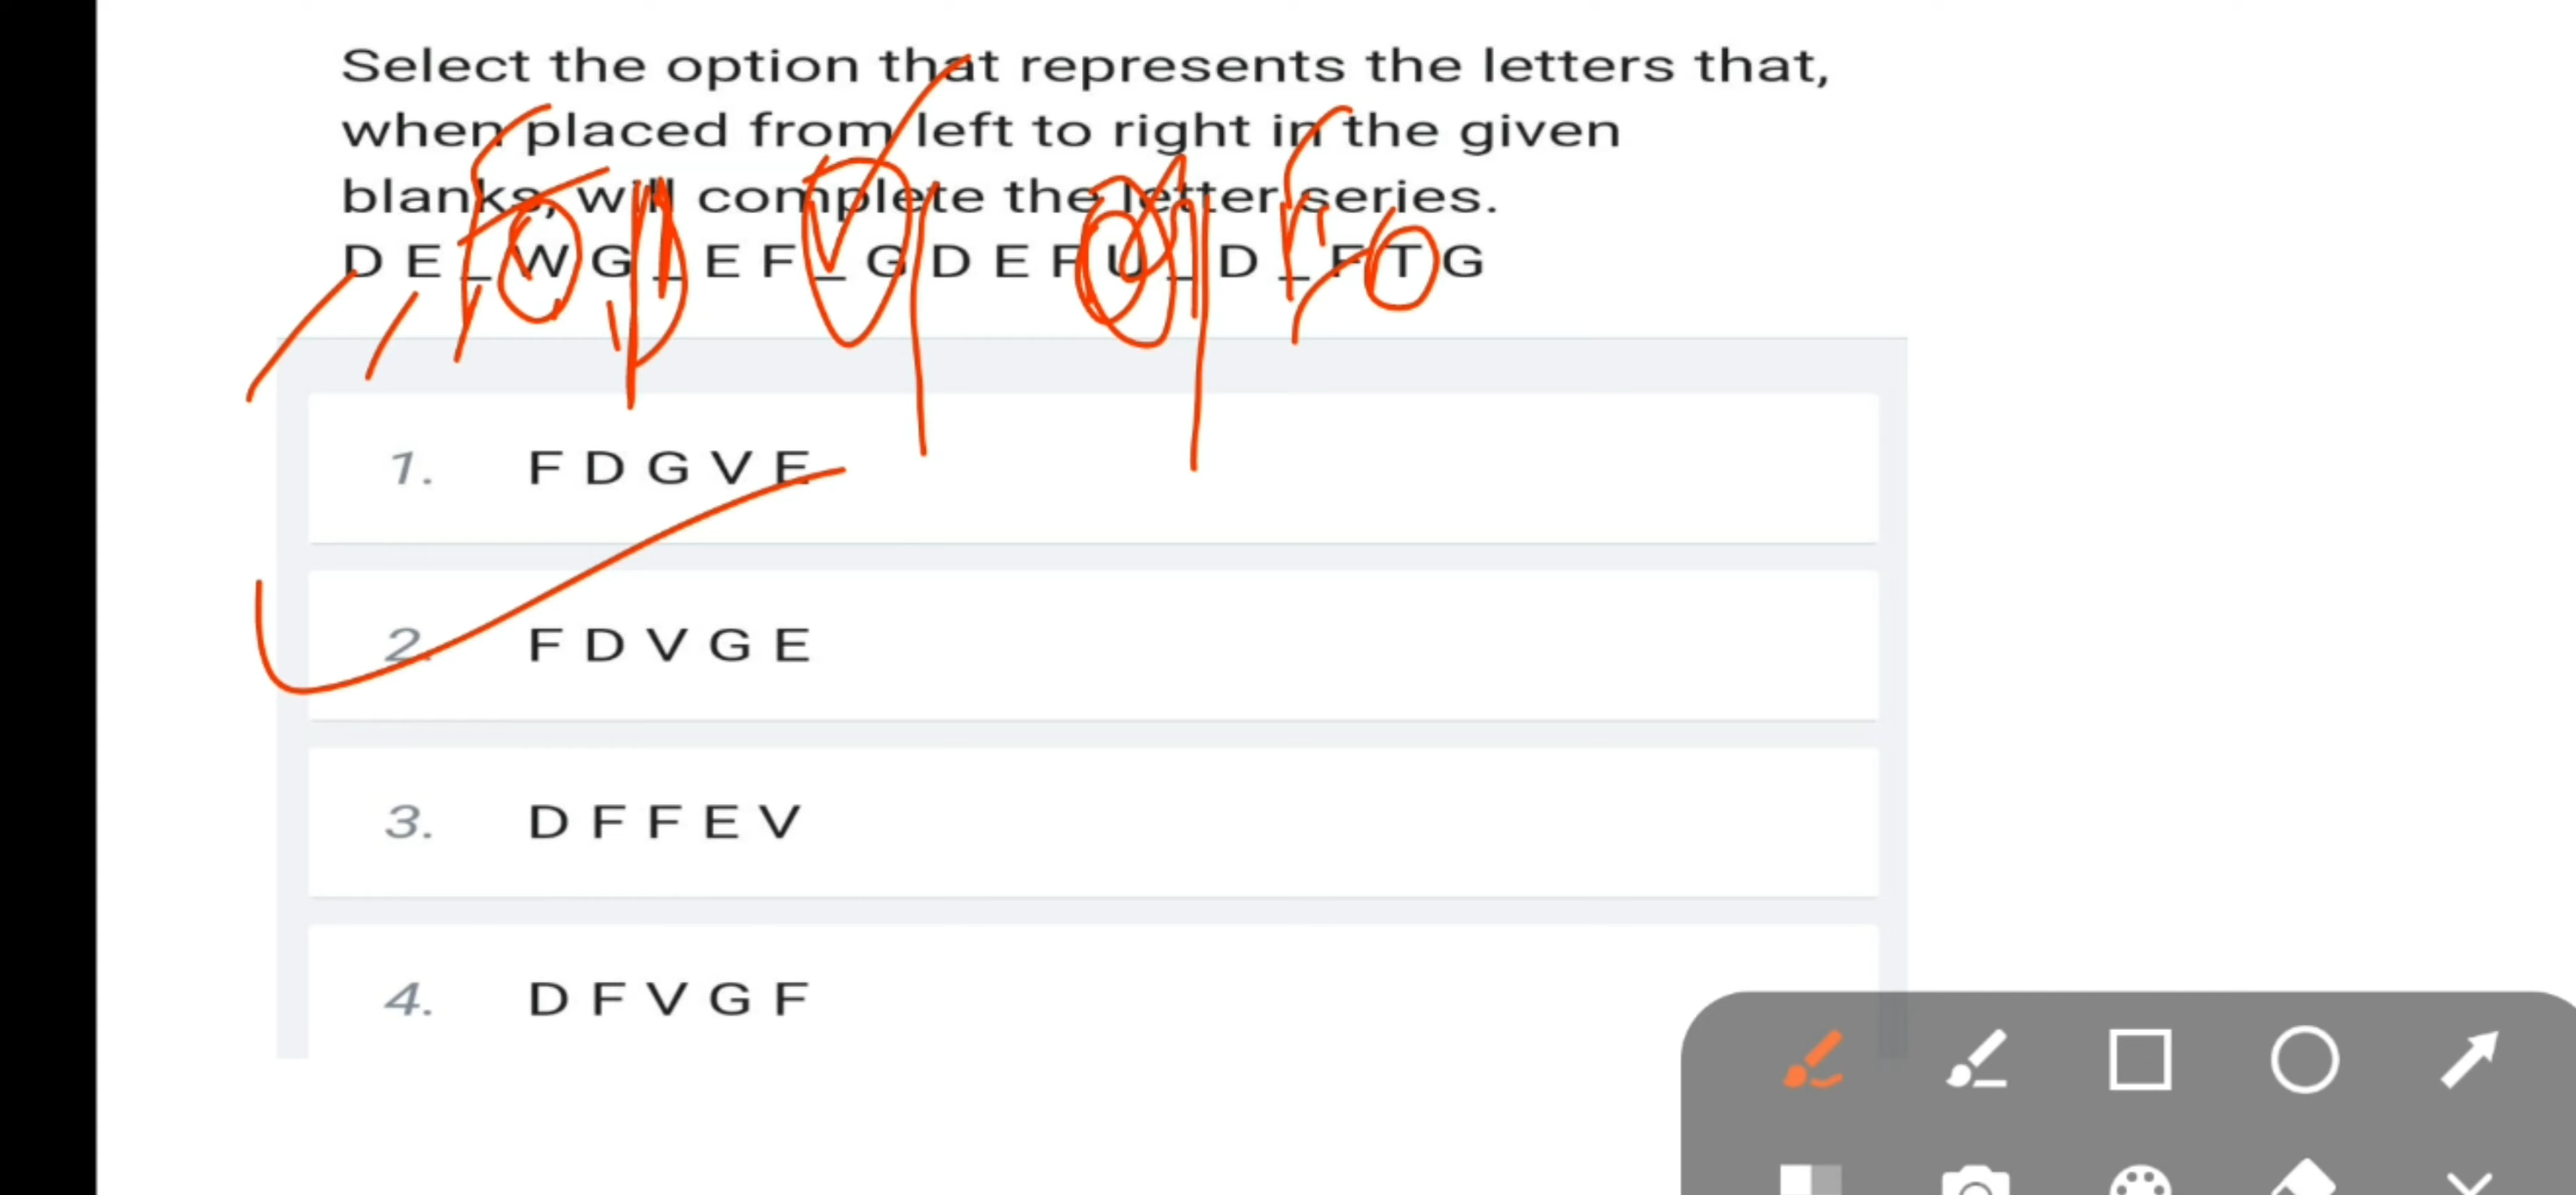 Select the option that represents the letters that,
when placed from left to right in the given
blanks, will complete the letter series.
D E _ W G _ E F _ G D E F U _ D _ F T G
1. F D G V E
2. F D V G E
3. D F F E V
4. D F V G F